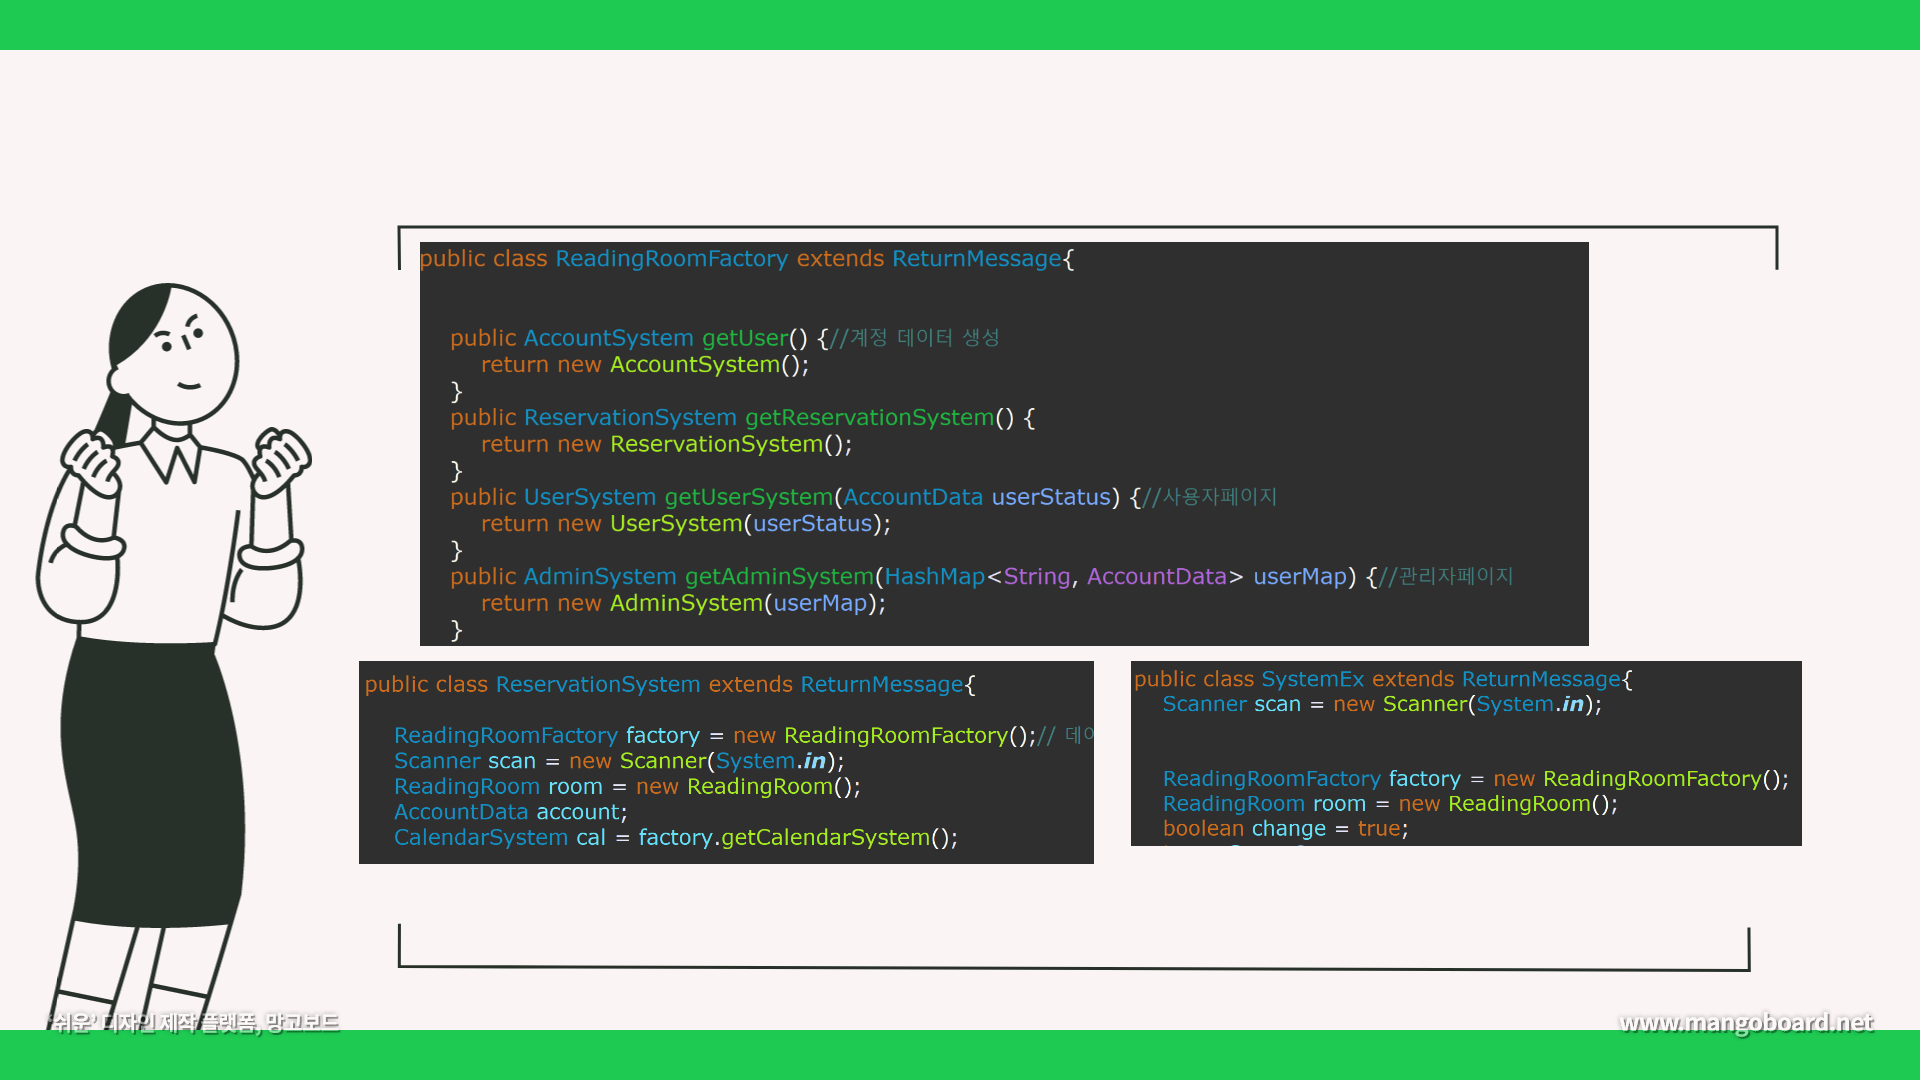 public class ReadingRoomFactory extends ReturnMessage{
public AccountSystem getUser() {//계정 데이터 생성
return new AccountSystem();
}
public ReservationSystem getReservationSystem() {
return new ReservationSystem();
}
public UserSystem getUserSystem(AccountData userStatus) {//사용자페이지
return new UserSystem(userStatus);
}
public AdminSystem getAdminSystem(HashMap<String, AccountData> userMap) {//관리자페이지
return new AdminSystem(userMap);
}
public class ReservationSystem extends ReturnMessage{
ReadingRoomFactory factory = new ReadingRoomFactory();// 데이
Scanner scan = new Scanner(System.in);
ReadingRoom room = new ReadingRoom();
AccountData account;
CalendarSystem cal = factory.getCalendarSystem();
public class SystemEx extends ReturnMessage{
Scanner scan = new Scanner(System.in);
ReadingRoomFactory factory = new ReadingRoomFactory();
ReadingRoom room = new ReadingRoom();
boolean change = true;
'쉬운' 디자인 제작 플랫폼, 망고보드
www.mangoboard.net